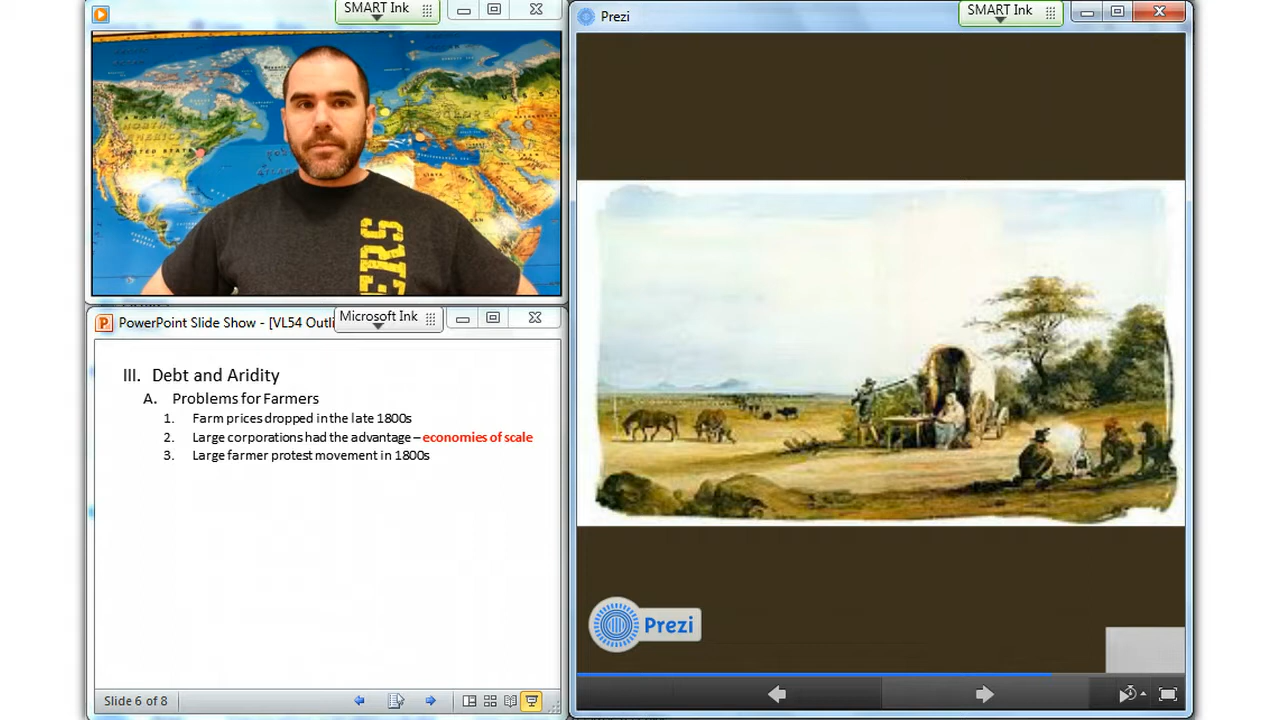 SMART Ink
ERS
PowerPoint Slide Show - [VL54 Outli
Microsoft Ink
III. Debt and Aridity
A. Problems for Farmers
1. Farm prices dropped in the late 1800s
2. Large corporations had the advantage – economies of scale
3. Large farmer protest movement in 1800s
Slide 6 of 8
Prezi
SMART Ink
Prezi